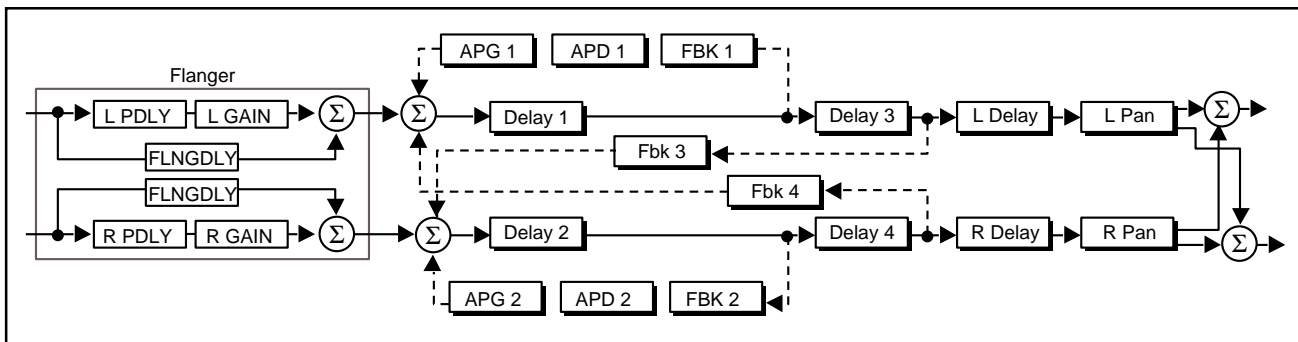 APG 1 APD 1 FBK 1
Flanger
L PDLY L GAIN Σ Σ Delay 1 Delay 3 L Delay L Pan Σ
FLNGDLY Fbk 3
FLNGDLY Fbk 4
R PDLY R GAIN Σ Σ Delay 2 Delay 4 R Delay R Pan Σ
APG 2 APD 2 FBK 2